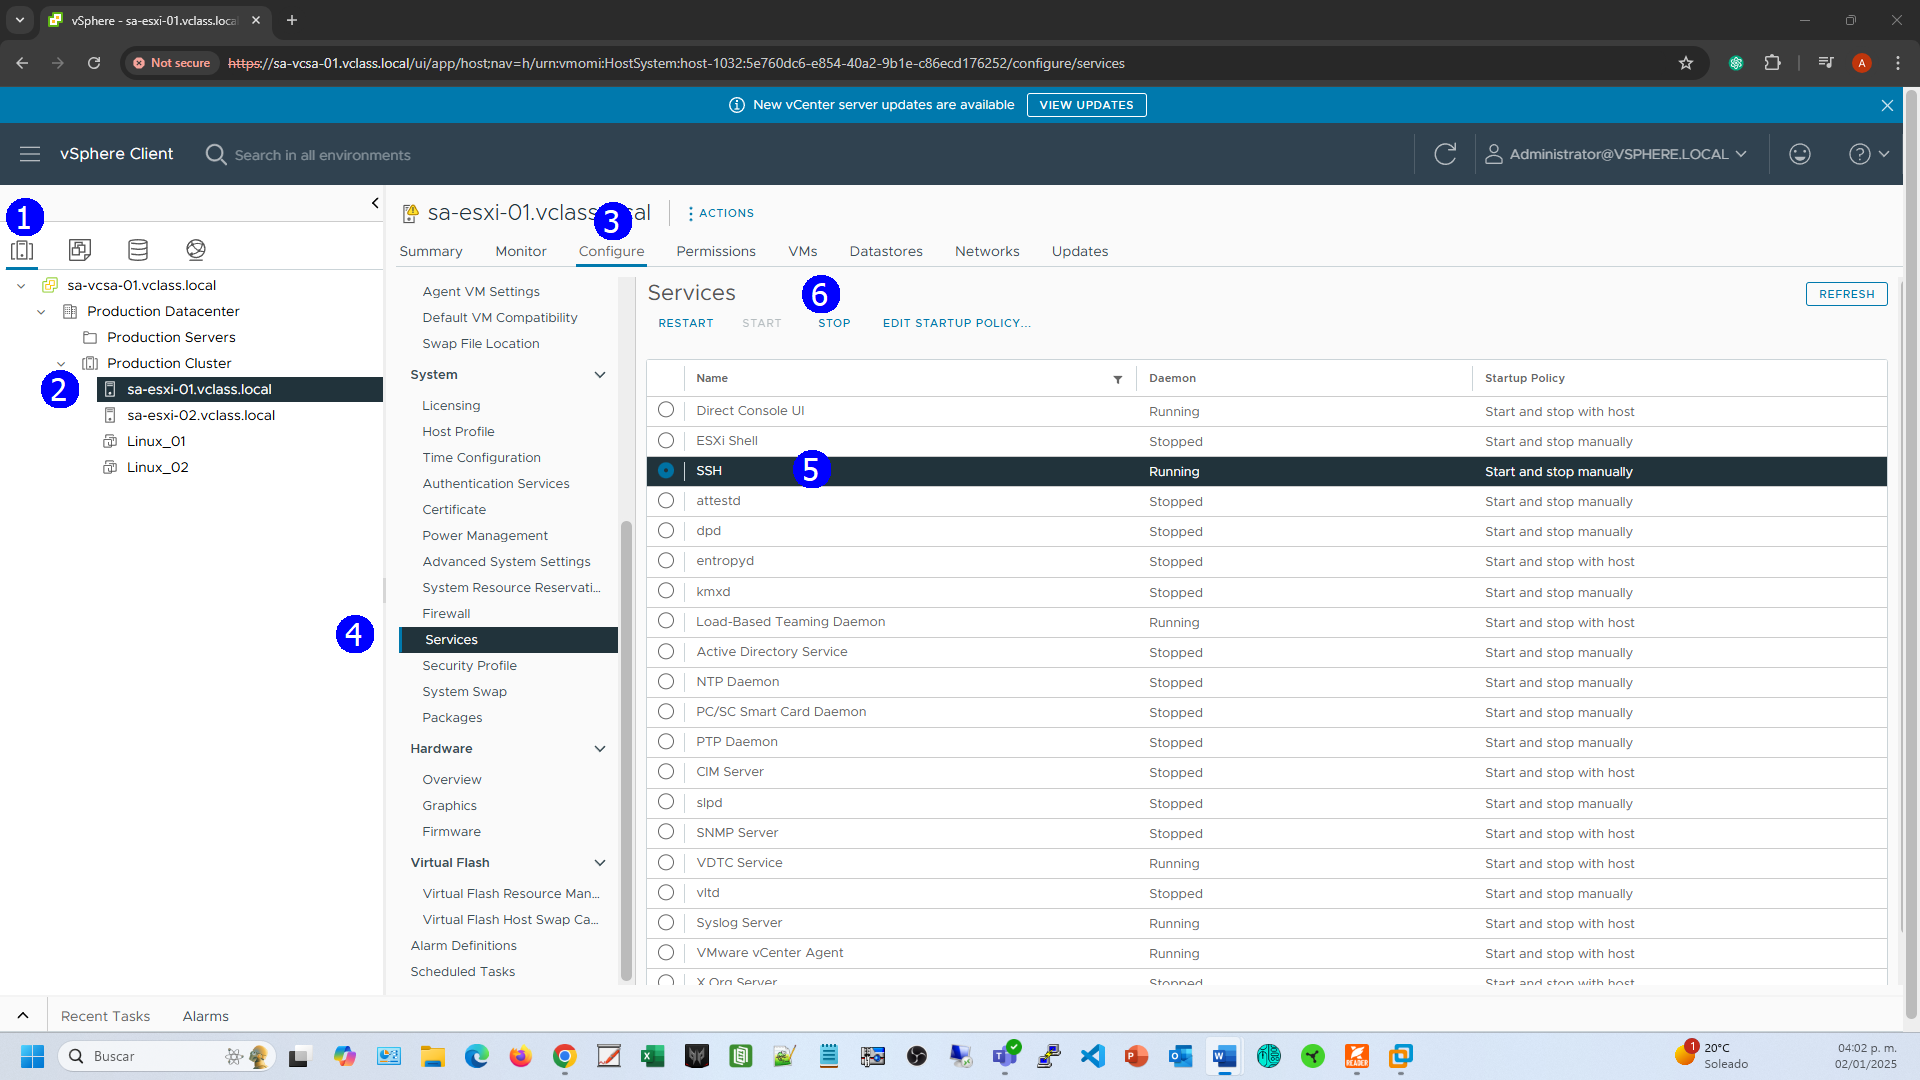 vSphere - sa-esxi-01.vclass.loca
Not secure
https://sa-vcsa-01.vclass.local/ui/app/host;nav=h/urn:vmomi:HostSystem:host-1032:5e760dc6-e854-40a2-9b1e-c86ecd176252/configure/services
A
New vCenter server updates are available
VIEW UPDATES
vSphere Client
Search in all environments
Administrator@VSPHERE.LOCAL
1
sa-vcsa-01.vclass.local
Production Datacenter
Production Servers
Production Cluster
2
sa-esxi-01.vclass.local
sa-esxi-02.vclass.local
Linux_01
Linux_02
sa-esxi-01.vclass
3
cal
ACTIONS
Summary
Monitor
Configure
Permissions
VMs
Datastores
Networks
Updates
Agent VM Settings
Default VM Compatibility
Swap File Location
System
Licensing
Host Profile
Time Configuration
Authentication Services
Certificate
Power Management
Advanced System Settings
System Resource Reservati...
Firewall
4
Services
Security Profile
System Swap
Packages
Hardware
Overview
Graphics
Firmware
Virtual Flash
Virtual Flash Resource Man...
Virtual Flash Host Swap Ca...
Alarm Definitions
Scheduled Tasks
Services
6
REFRESH
RESTART START STOP EDIT STARTUP POLICY...
Name Daemon Startup Policy
Direct Console UI Running Start and stop with host
ESXi Shell Stopped Start and stop manually
SSH 5 Running Start and stop manually
attestd Stopped Start and stop manually
dpd Stopped Start and stop manually
entropyd Stopped Start and stop with host
kmxd Stopped Start and stop manually
Load-Based Teaming Daemon Running Start and stop with host
Active Directory Service Stopped Start and stop manually
NTP Daemon Stopped Start and stop manually
PC/SC Smart Card Daemon Stopped Start and stop manually
PTP Daemon Stopped Start and stop manually
CIM Server Stopped Start and stop with host
slpd Stopped Start and stop manually
SNMP Server Stopped Start and stop with host
VDTC Service Running Start and stop with host
vltd Stopped Start and stop manually
Syslog Server Running Start and stop with host
VMware vCenter Agent Running Start and stop with host
X.Org Server Stopped Start and stop with host
Recent Tasks
Alarms
Buscar
READER
1
20°C
Soleado
04:02 p. m.
02/01/2025